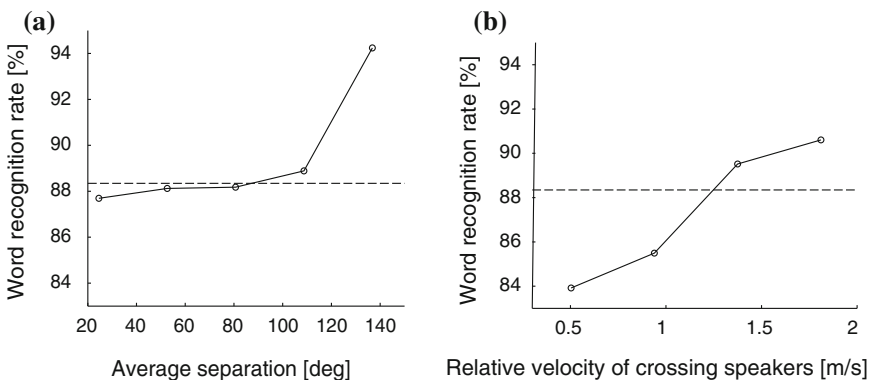 (a)
Word recognition rate [%]
94
92
90
88
86
84
20 40 60 80 100 120 140
Average separation [deg]
(b)
Word recognition rate [%]
94
92
90
88
86
84
0.5 1 1.5 2
Relative velocity of crossing speakers [m/s]